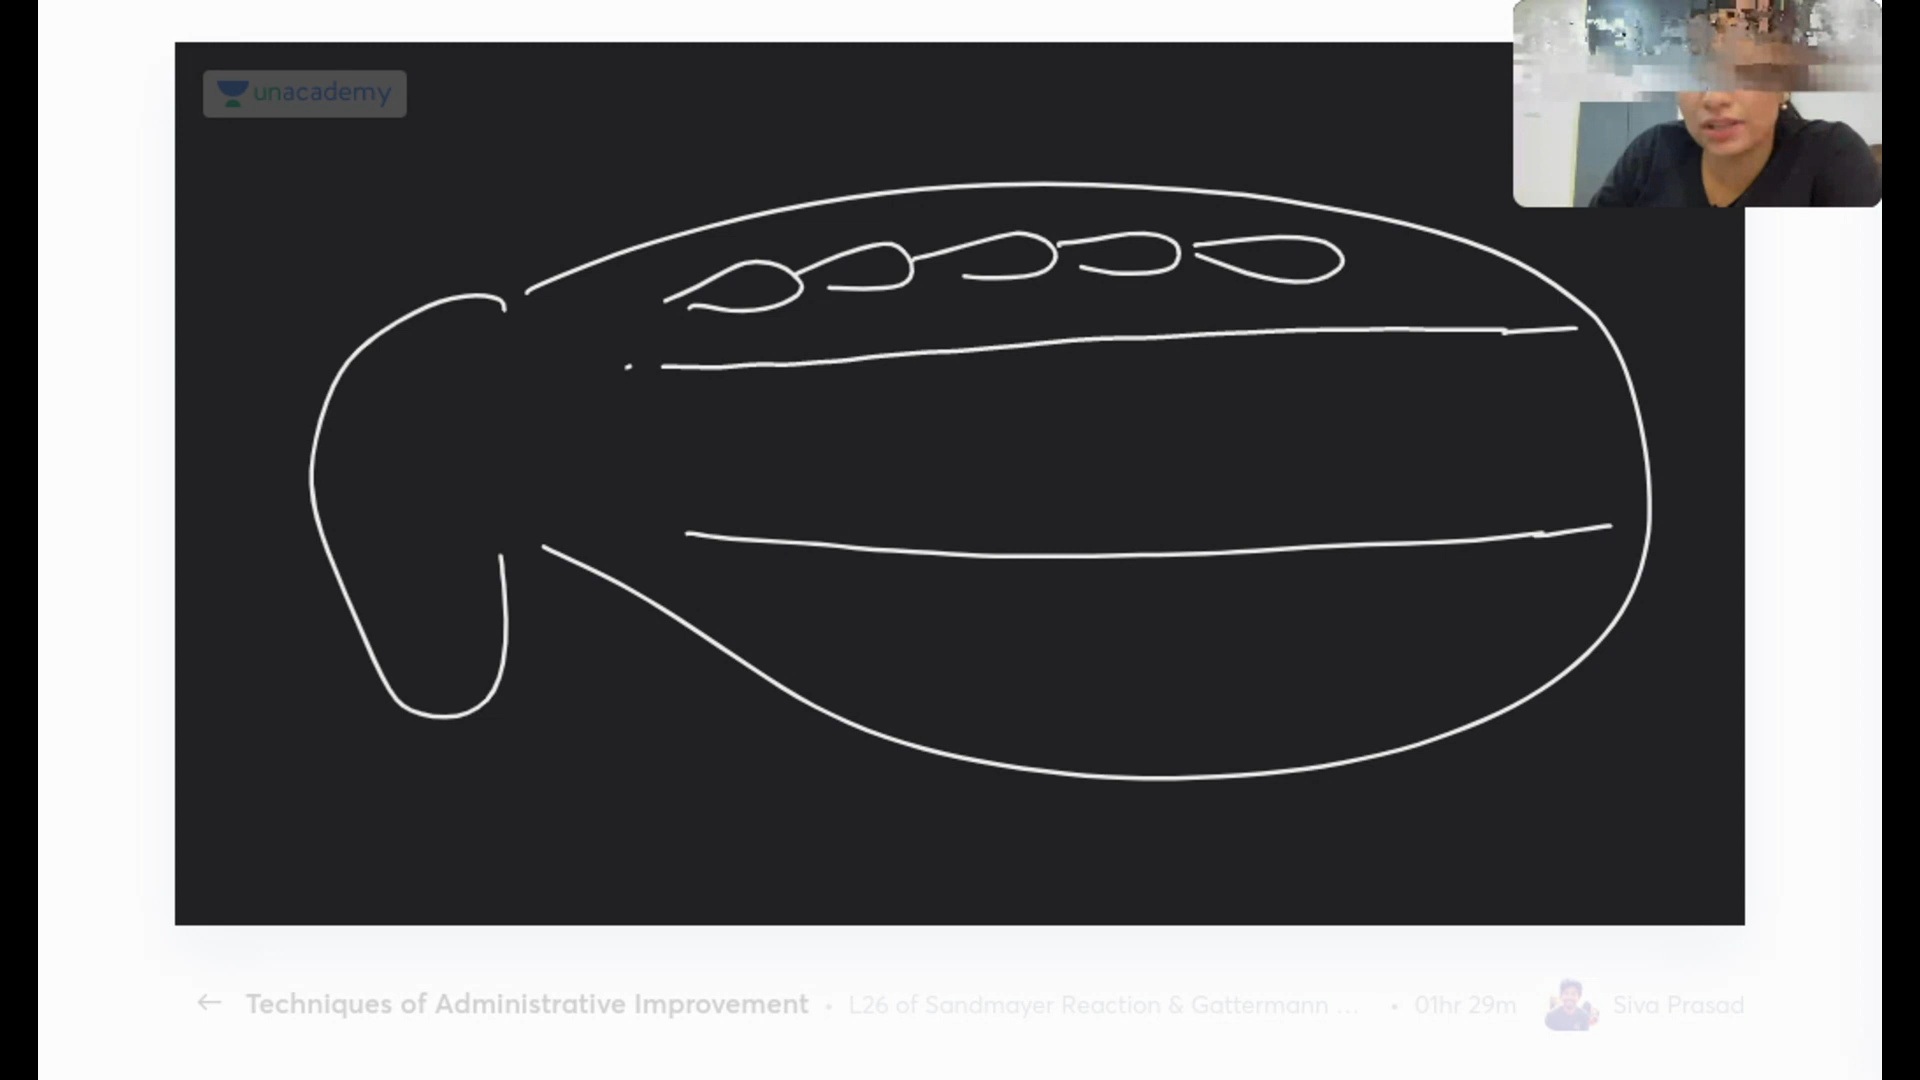 unacademy
Techniques of Administrative Improvement • L26 of Sandmayer Reaction & Gattermann ... • 01hr 29m Siva Prasad